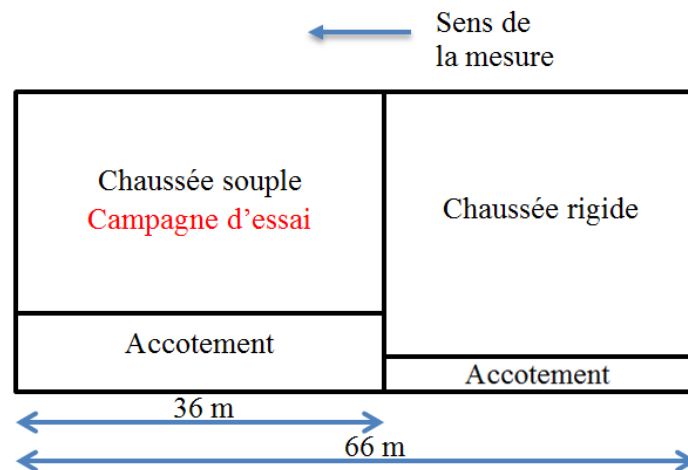 Sens de
la mesure
Chaussée souple
Campagne d'essai
Chaussée rigide
Accotement
Accotement
36 m
66 m